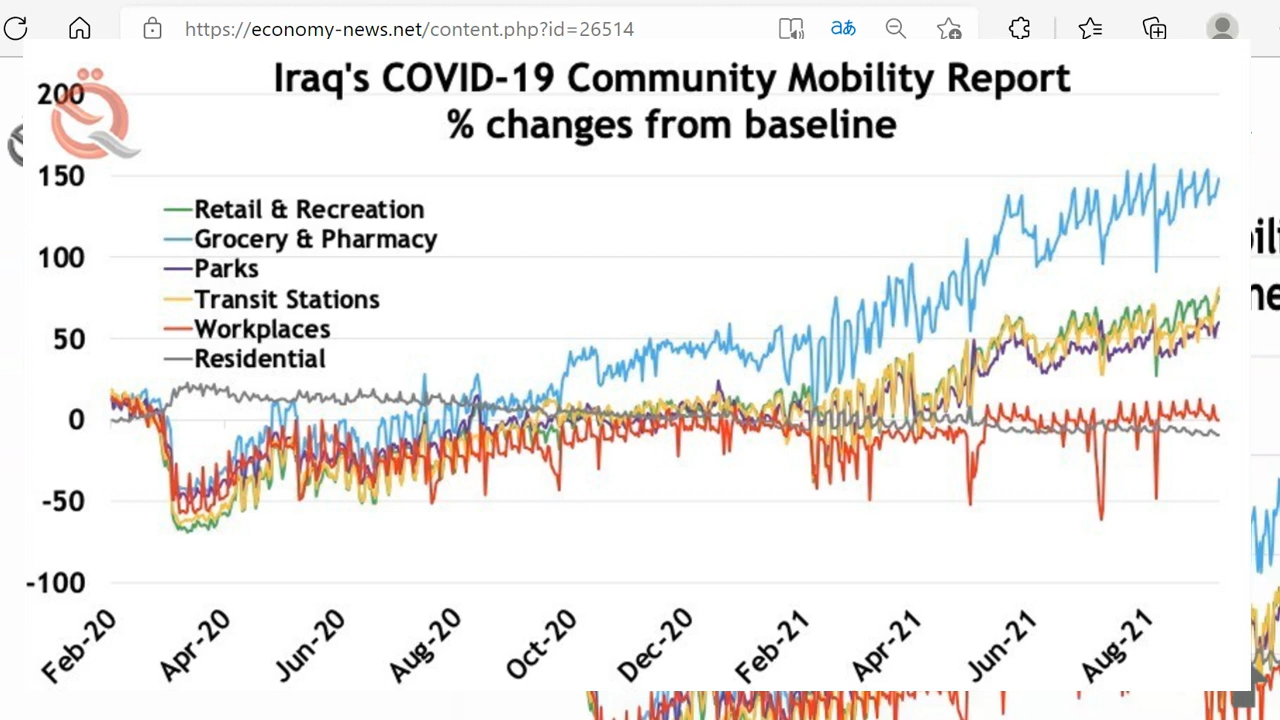 https://economy-news.net/content.php?id=26514
aあ
Iraq's COVID-19 Community Mobility Report
% changes from baseline
200
150
100
50
0
-50
-100
Retail & Recreation
Grocery & Pharmacy
Parks
Transit Stations
Workplaces
Residential
Feb-20
Apr-20
Jun-20
Aug-20
Oct-20
Dec-20
Feb-21
Apr-21
Jun-21
Aug-21